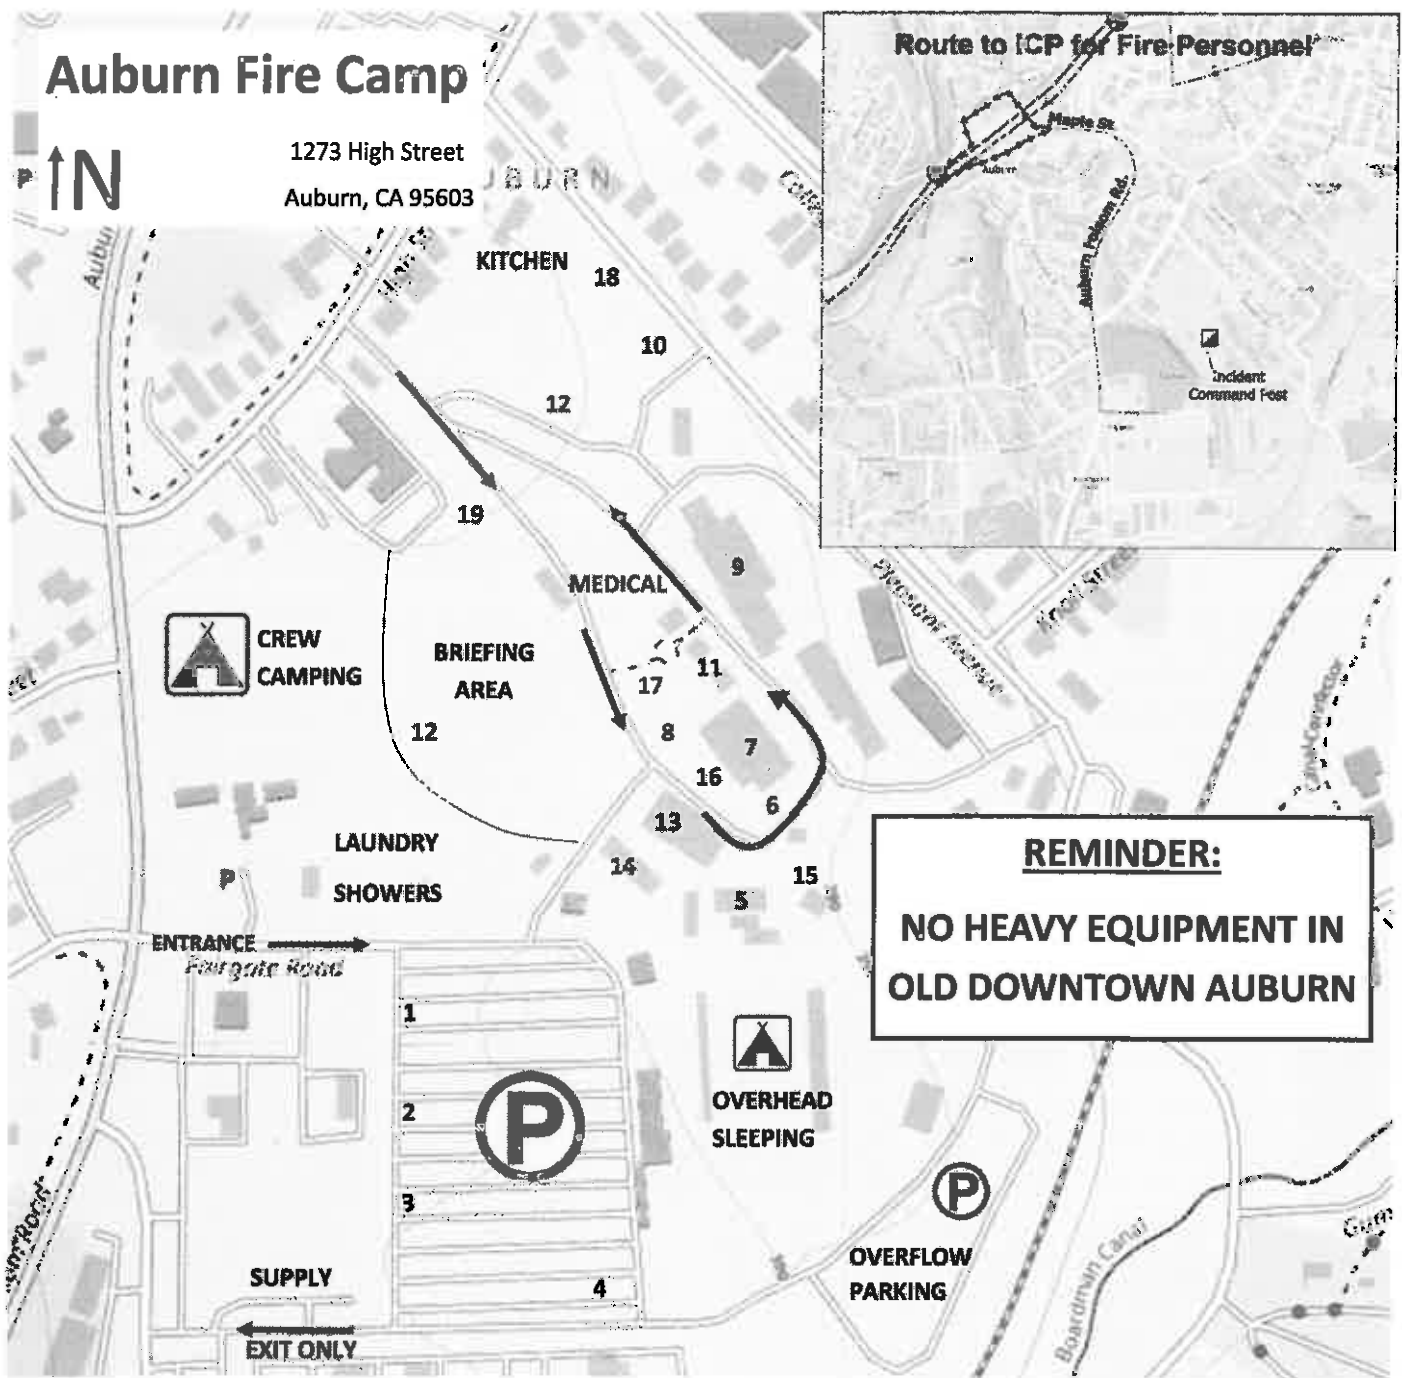 Auburn Fire Camp
1273 High Street
Auburn, CA 95603
N
P
Route to ICP for Fire Personnel
Maple St
Auburn Folsom Rd.
Incident
Command Post
KITCHEN
18
10
12
19
MEDICAL
9
CREW
CAMPING
BRIEFING
AREA
11
17
12
8
7
16
6
13
14
15
5
LAUNDRY
SHOWERS
P
ENTRANCE
Fairgate Road
Pleasant Avenue
REMINDER:
NO HEAVY EQUIPMENT IN
OLD DOWNTOWN AUBURN
1
2
P
3
4
OVERHEAD
SLEEPING
P
OVERFLOW
PARKING
SUPPLY
EXIT ONLY
Boardman Canal